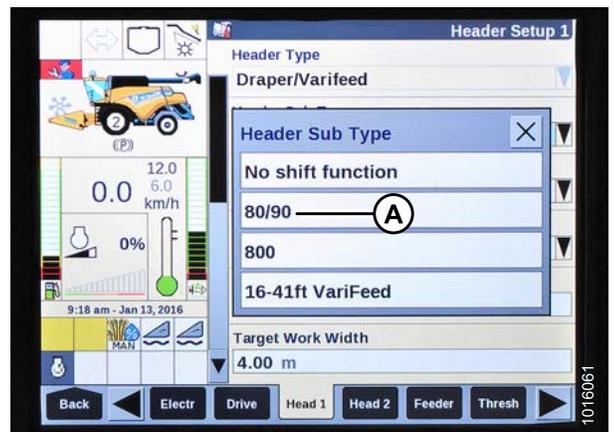 Header Setup 1
Header Type
Draper/Varifeed
Header Sub Type
No shift function
80/90
A
800
16-41ft VariFeed
2
(P)
12.0
0.0
6.0
km/h
0%
9:18 am - Jan 13, 2016
MAN
Target Work Width
4.00 m
Back
Electr
Drive
Head 1
Head 2
Feeder
Thresh
1016061